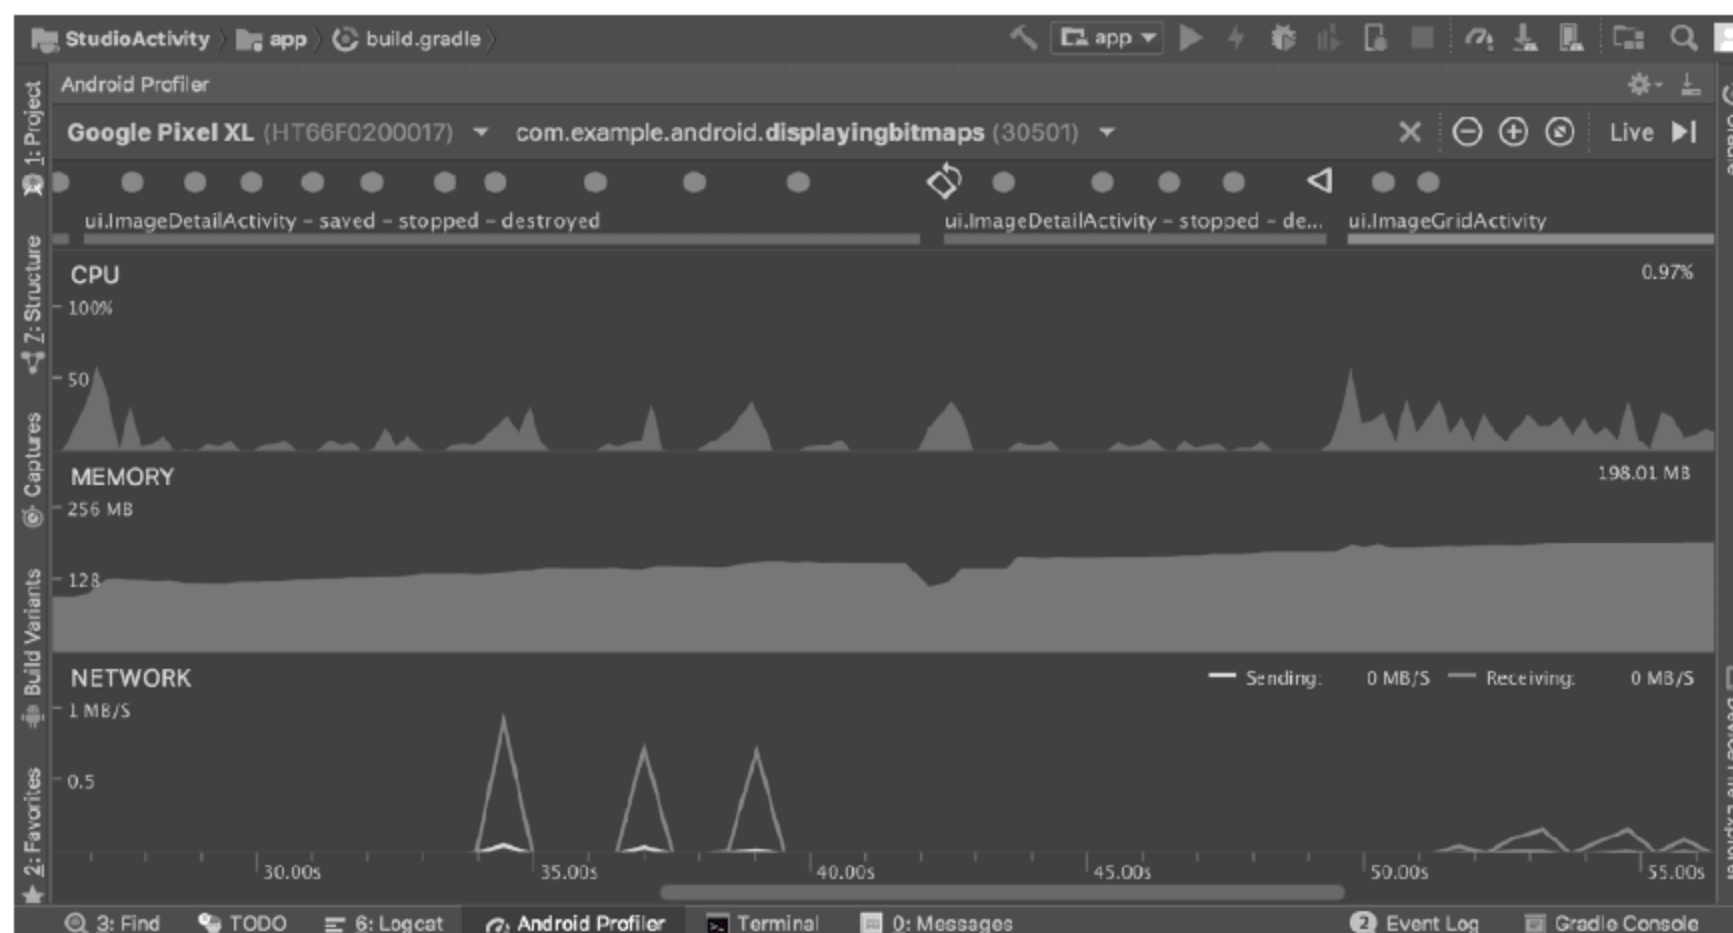 StudioActivity app build.gradle app
Android Profiler
Google Pixel XL (HT66F0200017) com.example.android.displayingbitmaps (30501) Live
ui.ImageDetailActivity – saved – stopped – destroyed ui.ImageDetailActivity – stopped – de... ui.ImageGridActivity
CPU 0.97%
100%
50
MEMORY 198.01 MB
256 MB
128
NETWORK Sending: 0 MB/S Receiving: 0 MB/S
1 MB/S
0.5
30.00s 35.00s 40.00s 45.00s 50.00s 55.00s
1: Project
7: Structure
Captures
Build Variants
2: Favorites
Gradle
Device File Explorer
3: Find TODO 6: Logcat Android Profiler Terminal 0: Messages 2 Event Log Gradle Console